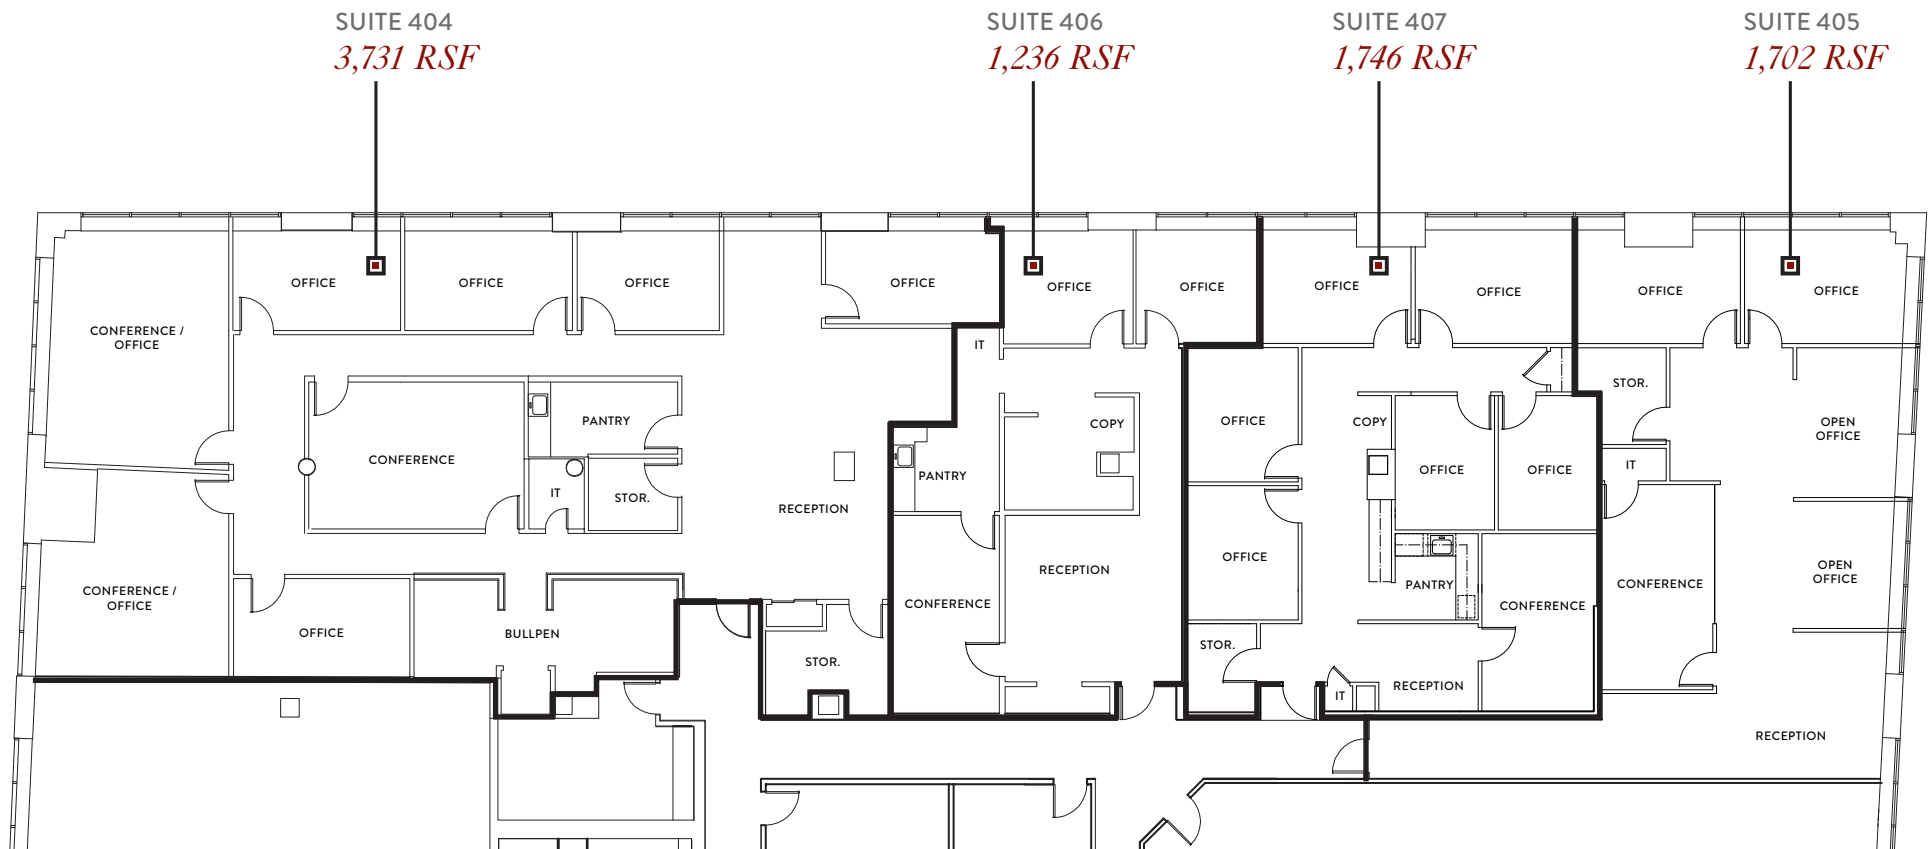 SUITE 404
3,731 RSF
SUITE 406
1,236 RSF
SUITE 407
1,746 RSF
SUITE 405
1,702 RSF
CONFERENCE /
OFFICE
OFFICE
OFFICE
OFFICE
OFFICE
CONFERENCE
PANTRY
IT
STOR.
RECEPTION
CONFERENCE /
OFFICE
OFFICE
BULLPEN
STOR.
OFFICE
OFFICE
IT
COPY
PANTRY
CONFERENCE
RECEPTION
OFFICE
OFFICE
OFFICE
COPY
OFFICE
OFFICE
OFFICE
PANTRY
CONFERENCE
STOR.
IT
RECEPTION
OFFICE
OFFICE
STOR.
OPEN
OFFICE
IT
CONFERENCE
OPEN
OFFICE
RECEPTION